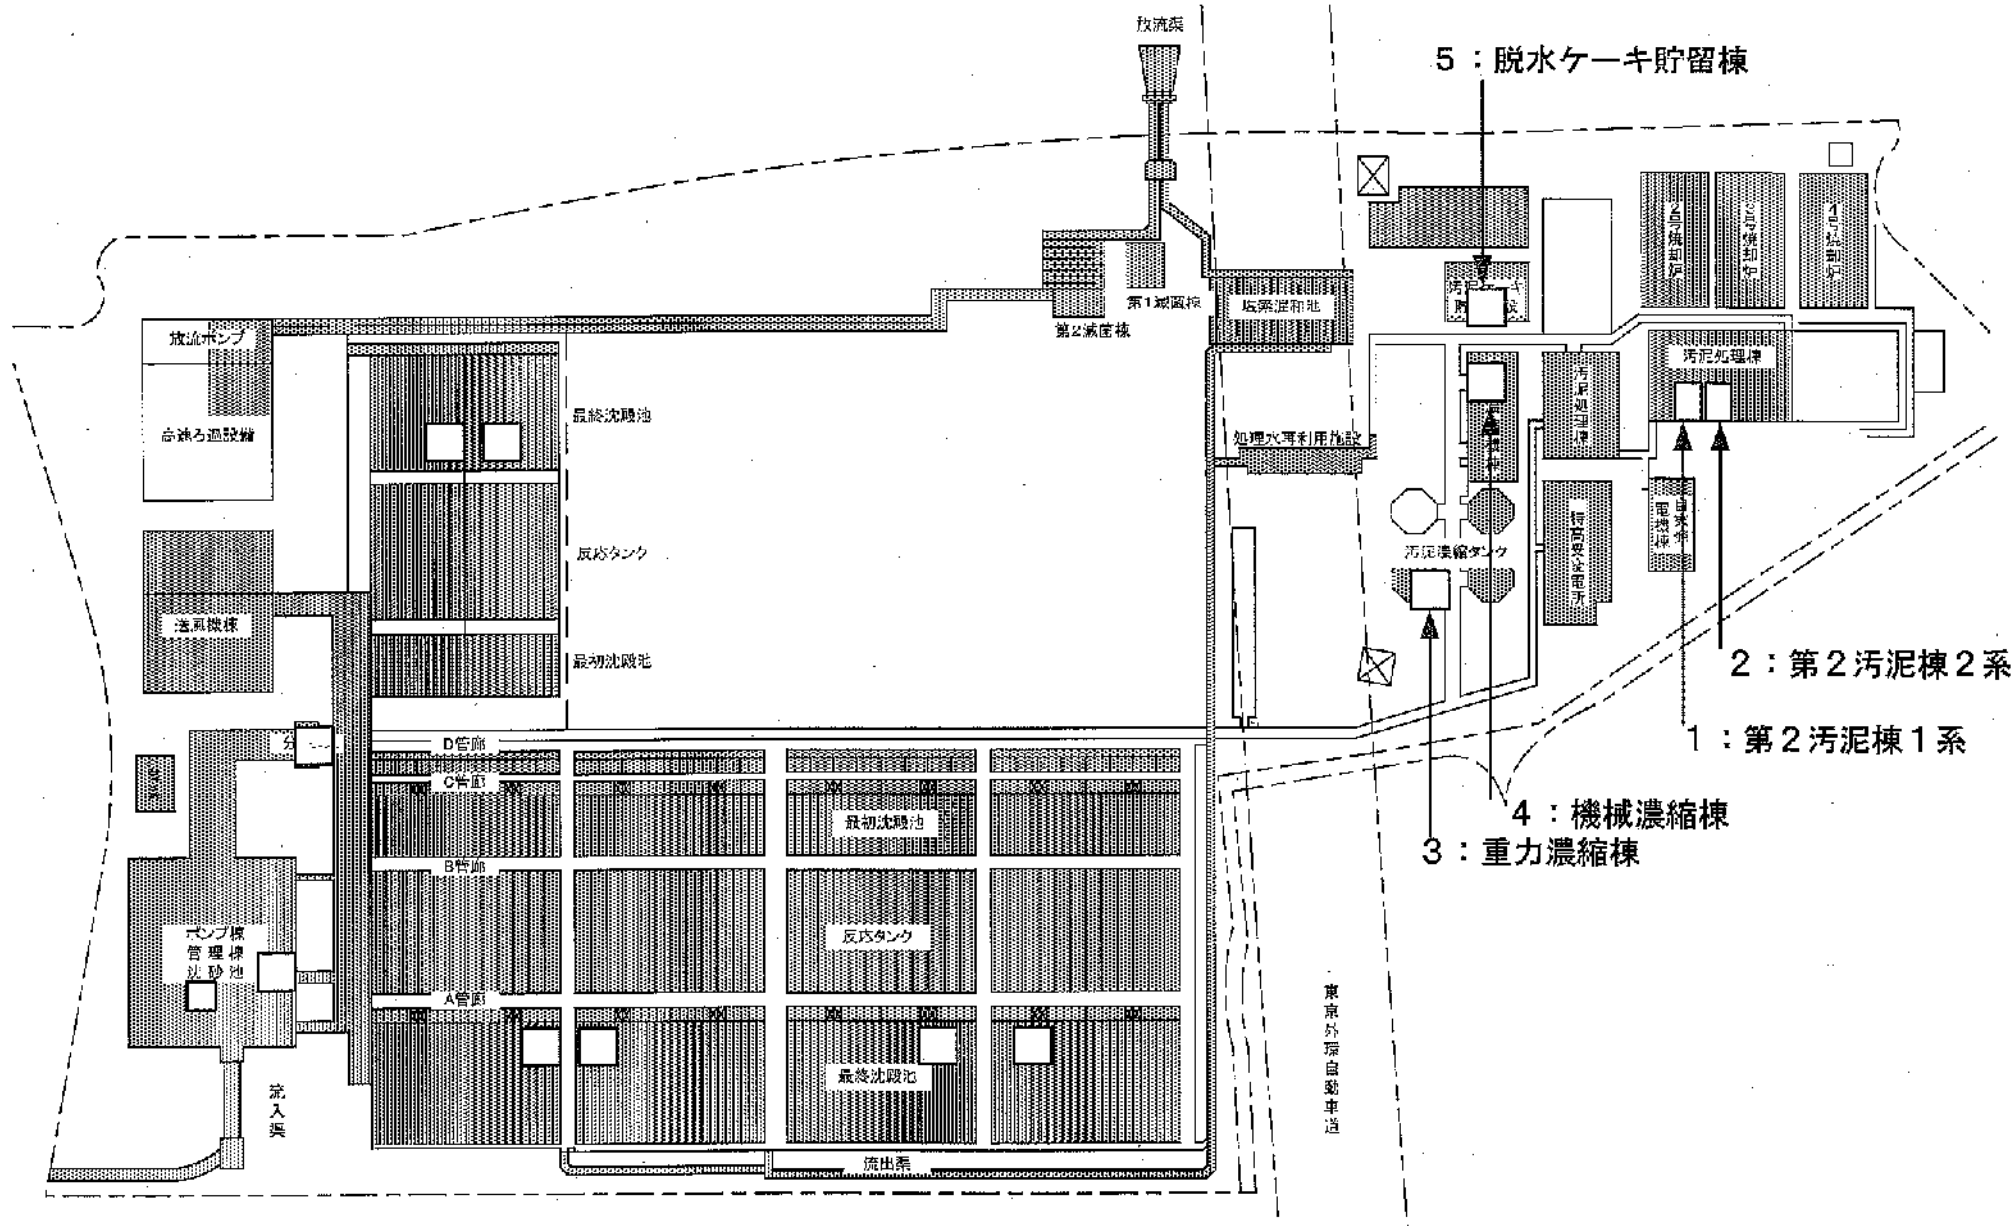 放流渠
5：脱水ケーキ貯留棟
2号焼却炉
3号焼却炉
4号焼却炉
第1滅菌棟
塩素混和池
第2滅菌棟
放流ポンプ
汚泥処理棟
汚泥処理棟
最終沈殿池
高速ろ過設備
処理水再利用施設
反応タンク
汚泥濃縮タンク
特高受変電所
送風機棟
最初沈殿池
2：第2汚泥棟2系
1：第2汚泥棟1系
D管廊
C管廊
4：機械濃縮棟
最初沈殿池
3：重力濃縮棟
B管廊
ポンプ棟
管理棟
沈砂池
反応タンク
A管廊
東京外環自動車道
最終沈殿池
流入渠
流出渠